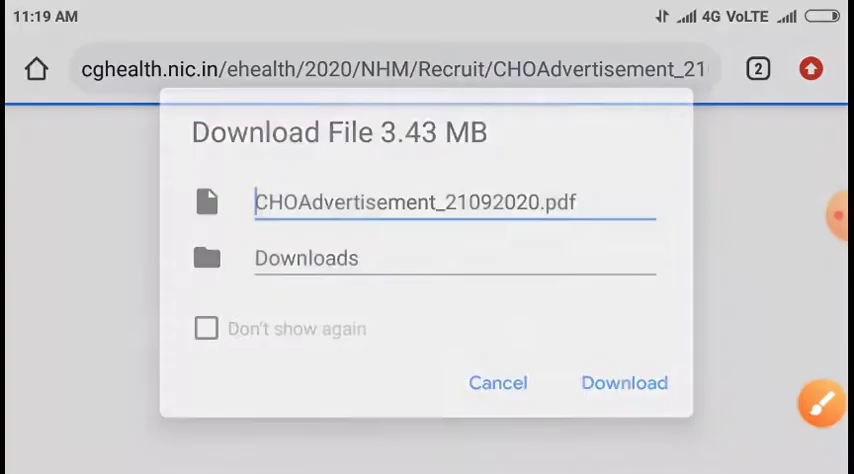 11:19 AM
4G VoLTE
cghealth.nic.in/ehealth/2020/NHM/Recruit/CHOAdvertisement_21
2
Download File 3.43 MB
CHOAdvertisement_21092020.pdf
Downloads
Don't show again
Cancel Download